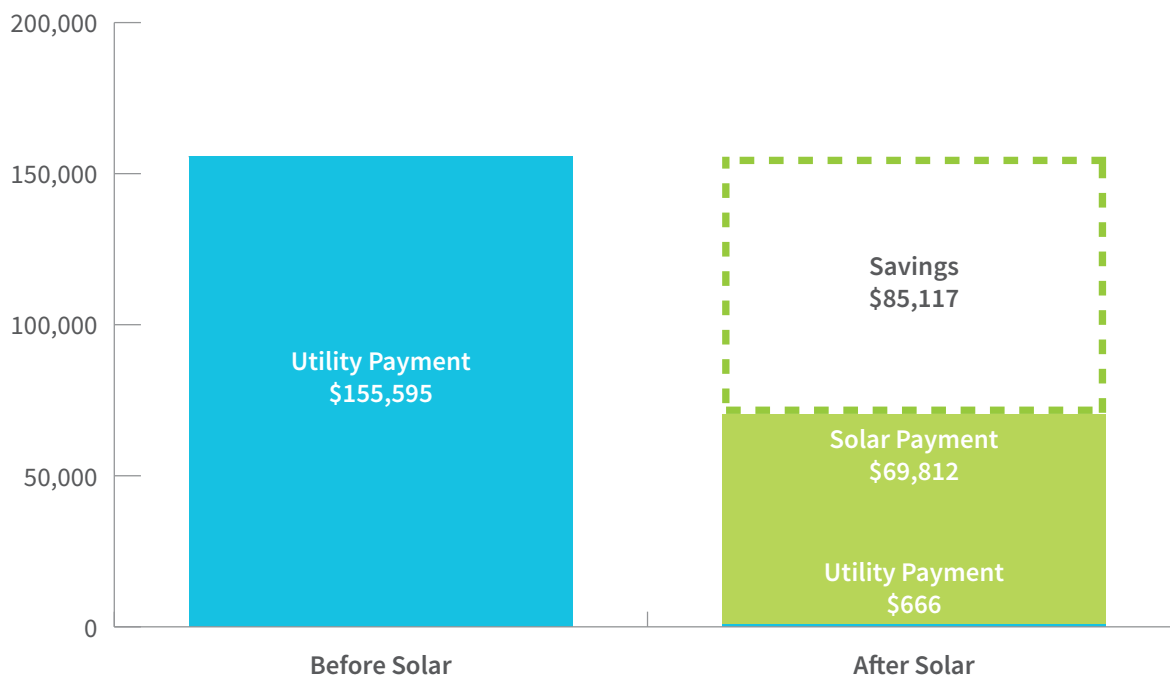 200,000
150,000
100,000
50,000
0
Utility Payment
$155,595
Savings
$85,117
Solar Payment
$69,812
Utility Payment
$666
Before Solar
After Solar